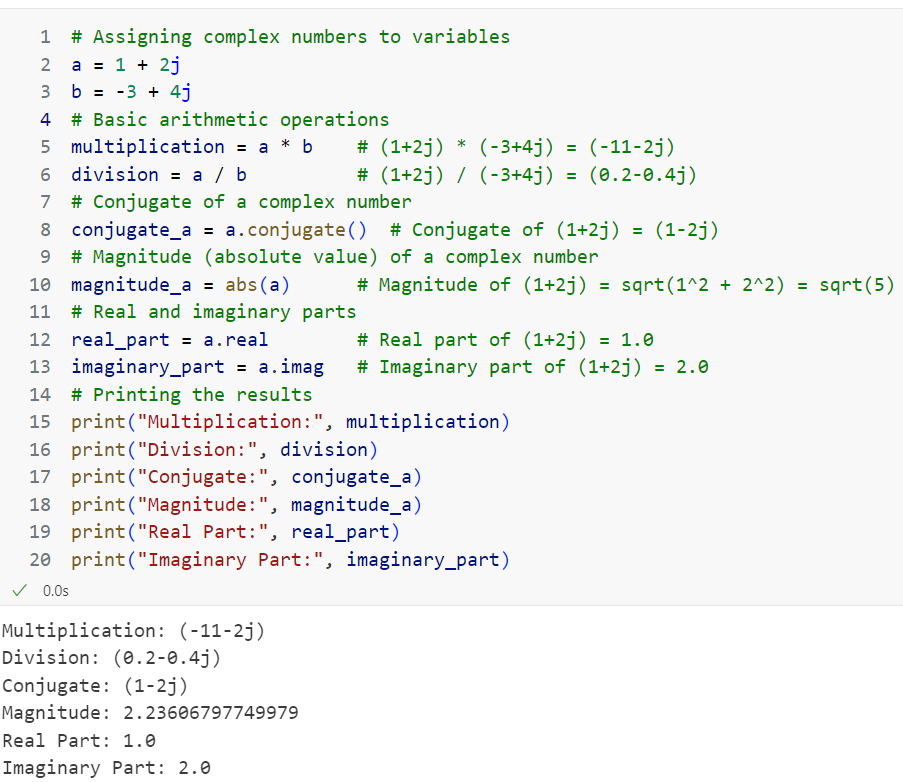 1 # Assigning complex numbers to variables
2 a = 1 + 2j
3 b = -3 + 4j
4 # Basic arithmetic operations
5 multiplication = a * b    # (1+2j) * (-3+4j) = (-11-2j)
6 division = a / b          # (1+2j) / (-3+4j) = (0.2-0.4j)
7 # Conjugate of a complex number
8 conjugate_a = a.conjugate()  # Conjugate of (1+2j) = (1-2j)
9 # Magnitude (absolute value) of a complex number
10 magnitude_a = abs(a)      # Magnitude of (1+2j) = sqrt(1^2 + 2^2) = sqrt(5)
11 # Real and imaginary parts
12 real_part = a.real        # Real part of (1+2j) = 1.0
13 imaginary_part = a.imag   # Imaginary part of (1+2j) = 2.0
14 # Printing the results
15 print("Multiplication:", multiplication)
16 print("Division:", division)
17 print("Conjugate:", conjugate_a)
18 print("Magnitude:", magnitude_a)
19 print("Real Part:", real_part)
20 print("Imaginary Part:", imaginary_part)
✓ 0.0s
Multiplication: (-11-2j)
Division: (0.2-0.4j)
Conjugate: (1-2j)
Magnitude: 2.23606797749979
Real Part: 1.0
Imaginary Part: 2.0